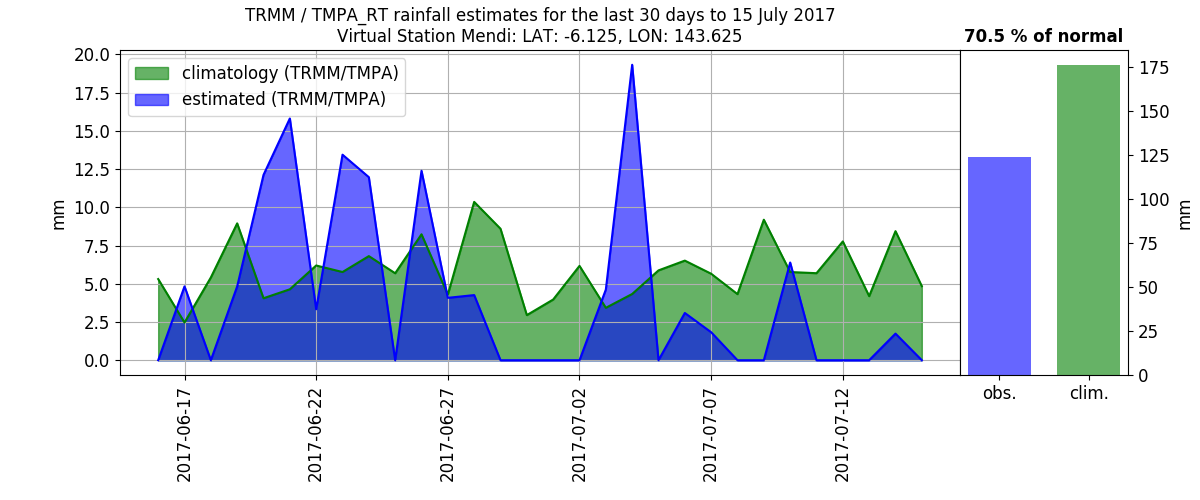 TRMM / TMPA_RT rainfall estimates for the last 30 days to 15 July 2017
Virtual Station Mendi: LAT: -6.125, LON: 143.625
70.5 % of normal
climatology (TRMM/TMPA)
estimated (TRMM/TMPA)
mm
20.0
17.5
15.0
12.5
10.0
7.5
5.0
2.5
0.0
2017-06-17
2017-06-22
2017-06-27
2017-07-02
2017-07-07
2017-07-12
175
150
125
100
75
50
25
0
mm
obs.
clim.